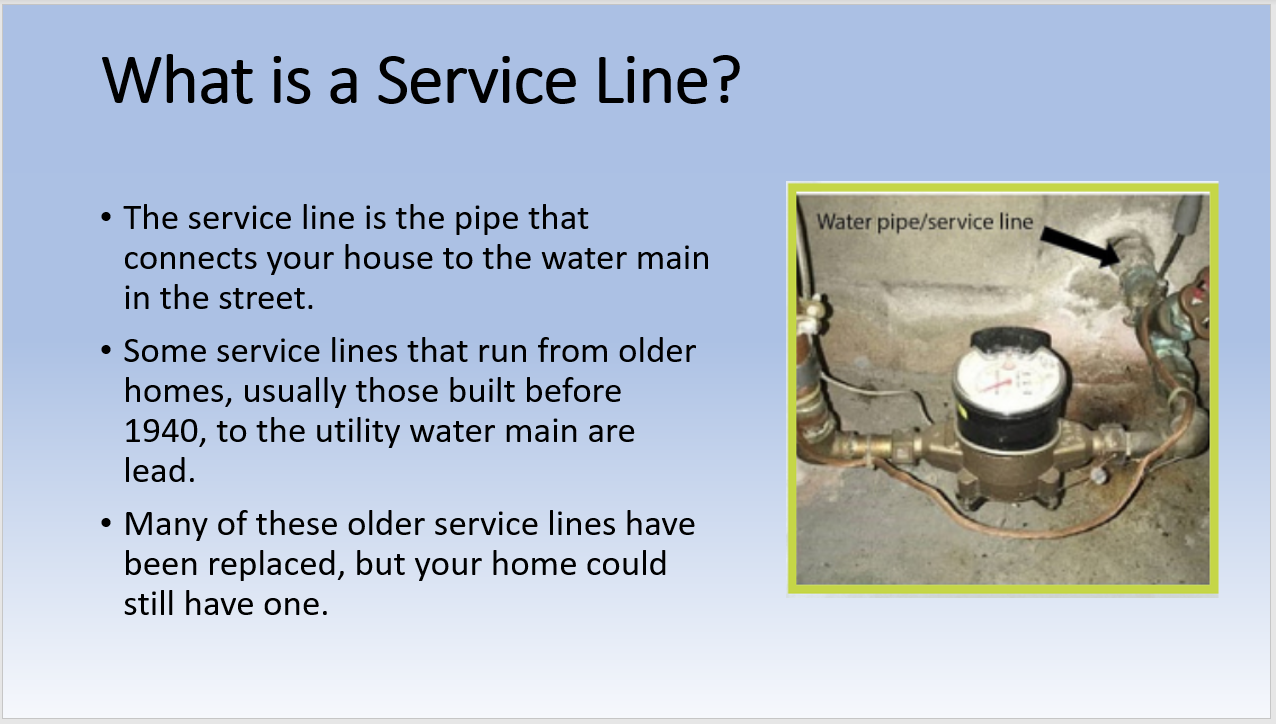 What is a Service Line?
• The service line is the pipe that
connects your house to the water main
in the street.
• Some service lines that run from older
homes, usually those built before
1940, to the utility water main are
lead.
• Many of these older service lines have
been replaced, but your home could
still have one.
Water pipe/service line